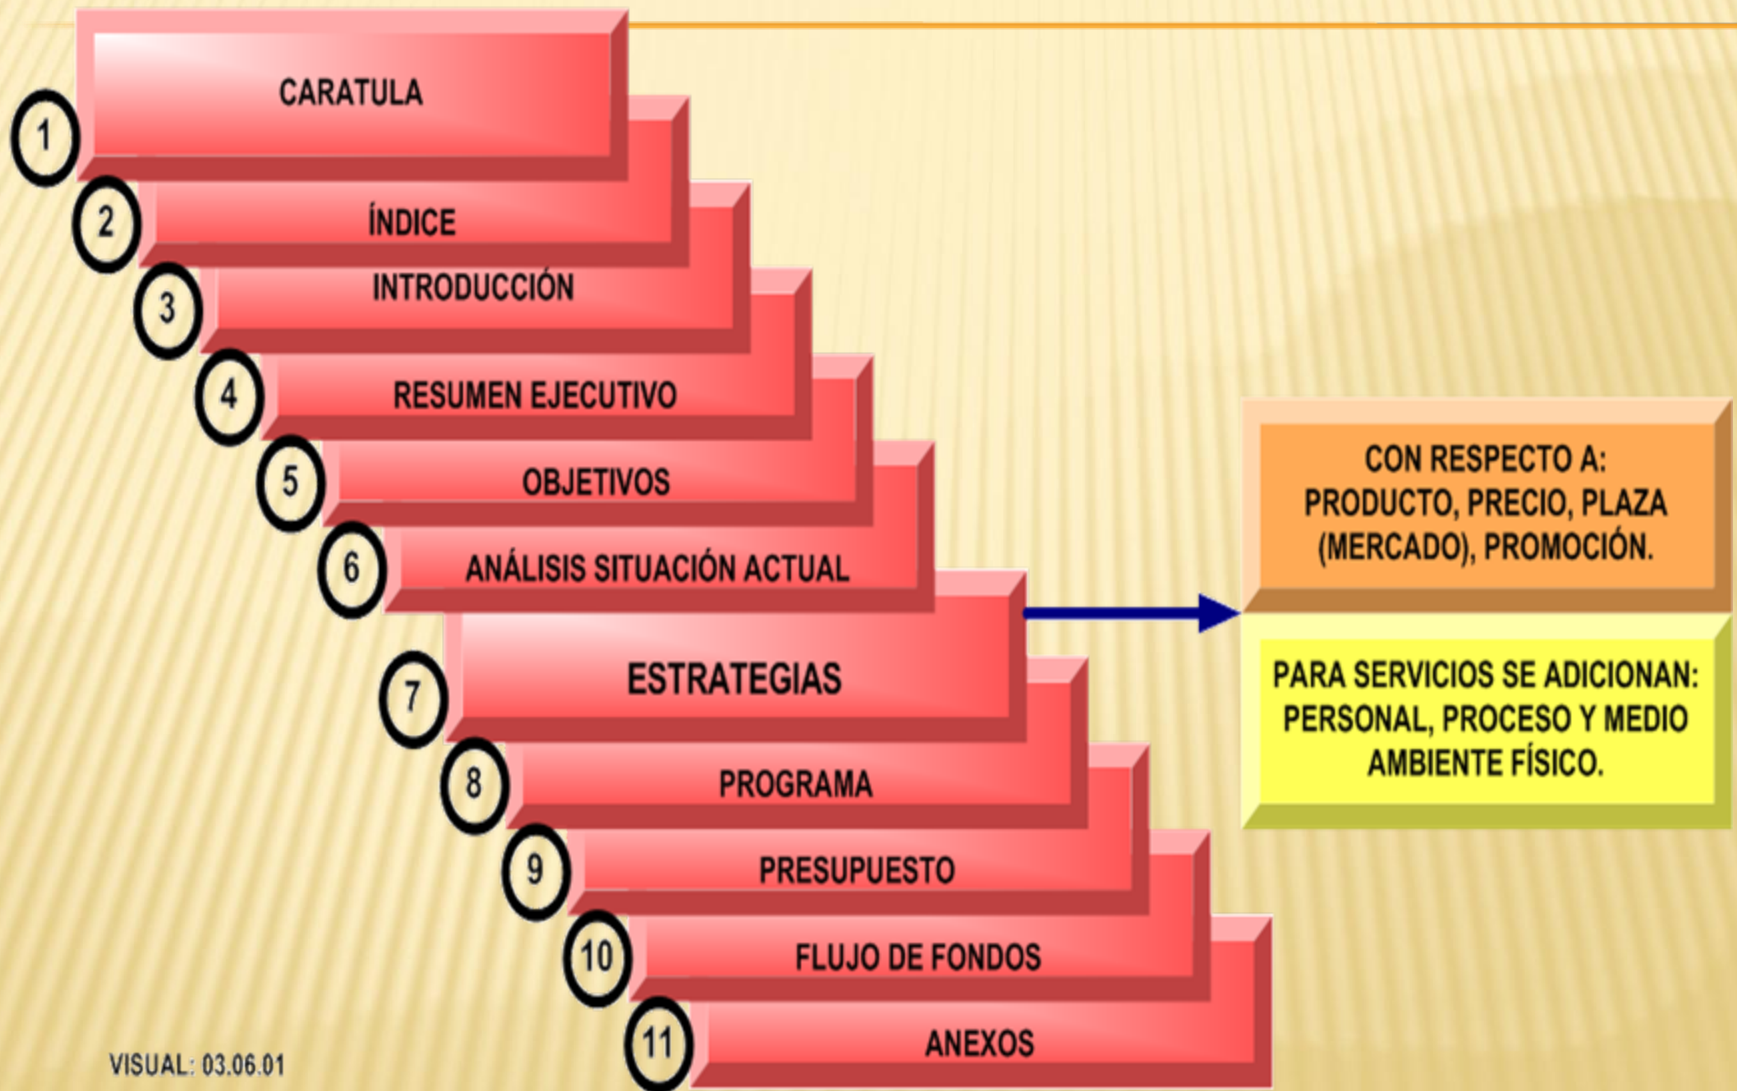 1
CARATULA
2
ÍNDICE
3
INTRODUCCIÓN
4
RESUMEN EJECUTIVO
5
OBJETIVOS
6
ANÁLISIS SITUACIÓN ACTUAL
7
ESTRATEGIAS
CON RESPECTO A:
PRODUCTO, PRECIO, PLAZA
(MERCADO), PROMOCIÓN.
PARA SERVICIOS SE ADICIONAN:
PERSONAL, PROCESO Y MEDIO
AMBIENTE FÍSICO.
8
PROGRAMA
9
PRESUPUESTO
10
FLUJO DE FONDOS
11
ANEXOS
VISUAL: 03.06.01